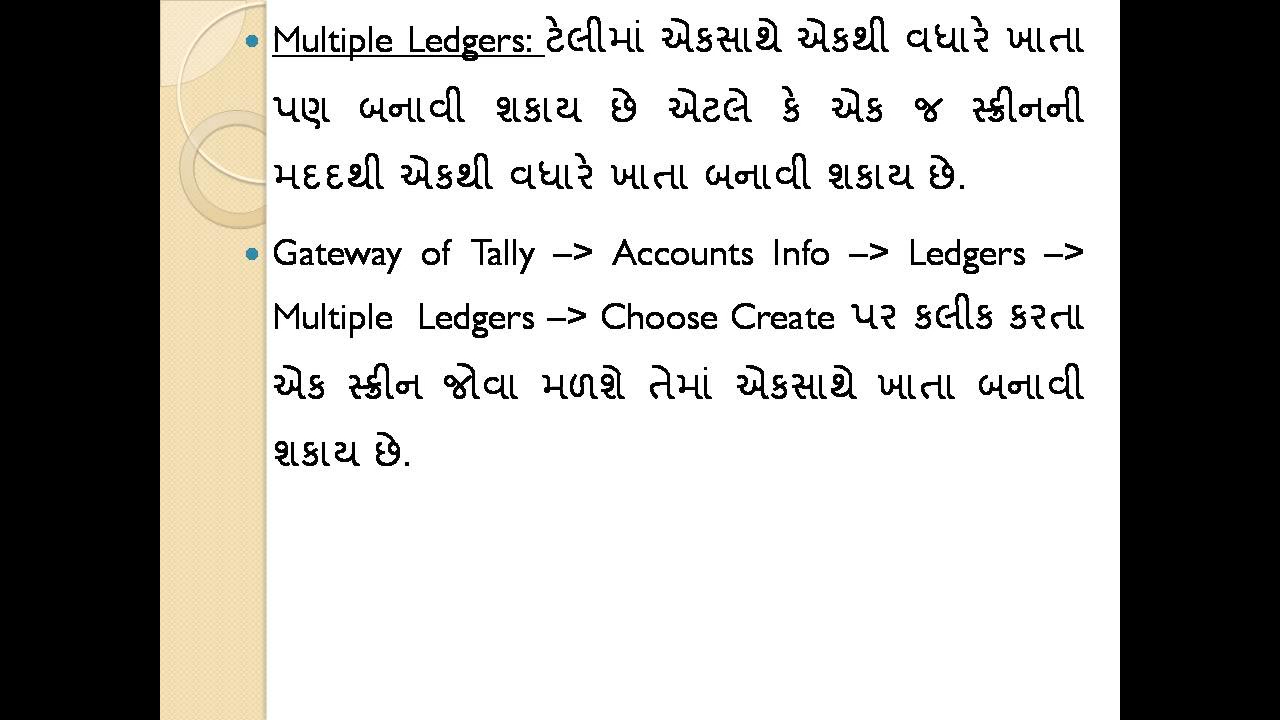 Multiple Ledgers: ટેલીમાં એકસાથે એકથી વધારે ખાતા
પણ બનાવી શકાય છે એટલે કે એક જ સ્ક્રીનની
મદદથી એકથી વધારે ખાતા બનાવી શકાય છે.
Gateway of Tally –> Accounts Info –> Ledgers –>
Multiple Ledgers –> Choose Create પર કલીક કરતા
એક સ્ક્રીન જોવા મળશે તેમાં એકસાથે ખાતા બનાવી
શકાય છે.